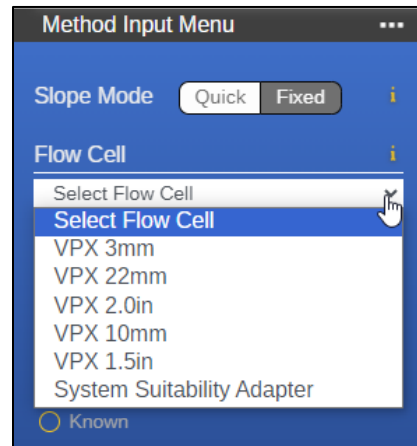 Method Input Menu ...
Slope Mode Quick Fixed i
Flow Cell i
Select Flow Cell
Select Flow Cell
VPX 3mm
VPX 22mm
VPX 2.0in
VPX 10mm
VPX 1.5in
System Suitability Adapter
Known